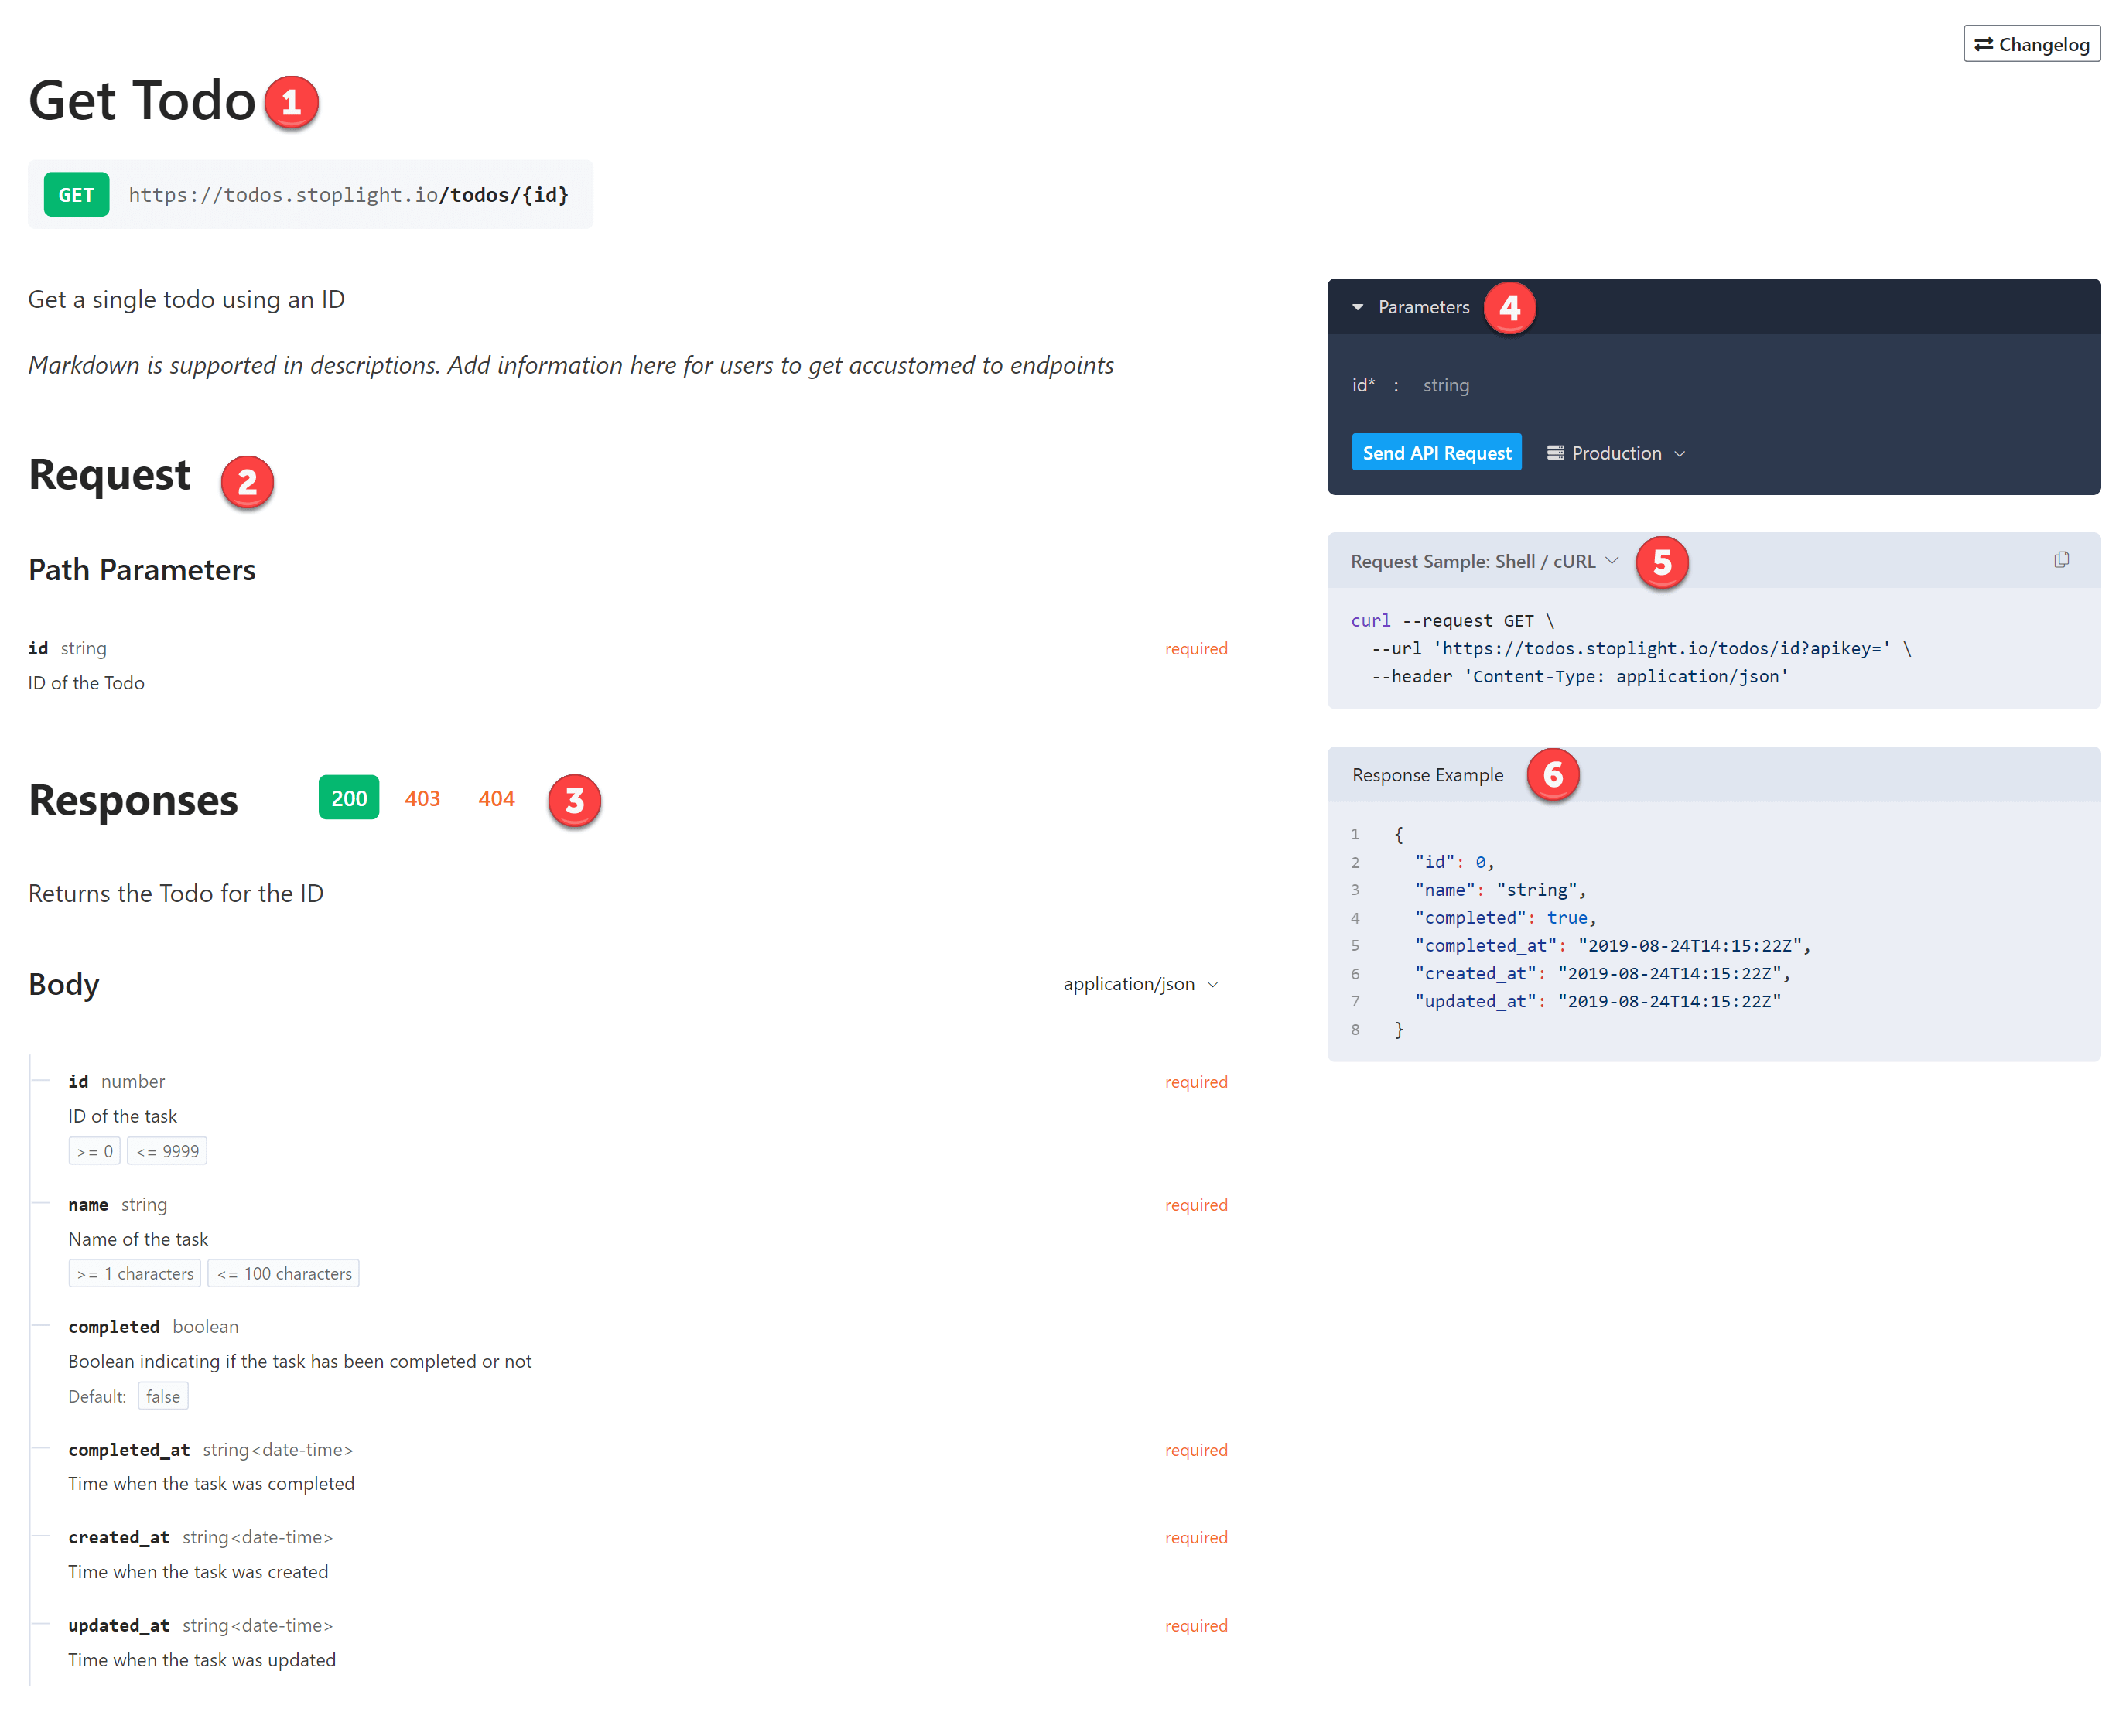 Changelog
Get Todo 1
GET https://todos.stoplight.io/todos/{id}
Get a single todo using an ID
Markdown is supported in descriptions. Add information here for users to get accustomed to endpoints
Request 2
Path Parameters
id string required
ID of the Todo
Responses 200 403 404 3
Returns the Todo for the ID
Body application/json
id number required
ID of the task
>= 0 <= 9999
name string required
Name of the task
>= 1 characters <= 100 characters
completed boolean
Boolean indicating if the task has been completed or not
Default: false
completed_at string<date-time> required
Time when the task was completed
created_at string<date-time> required
Time when the task was created
updated_at string<date-time> required
Time when the task was updated
Parameters 4
id* : string
Send API Request Production
Request Sample: Shell / cURL 5
curl --request GET \
--url 'https://todos.stoplight.io/todos/id?apikey=' \
--header 'Content-Type: application/json'
Response Example 6
1 {
2 "id": 0,
3 "name": "string",
4 "completed": true,
5 "completed_at": "2019-08-24T14:15:22Z",
6 "created_at": "2019-08-24T14:15:22Z",
7 "updated_at": "2019-08-24T14:15:22Z"
8 }